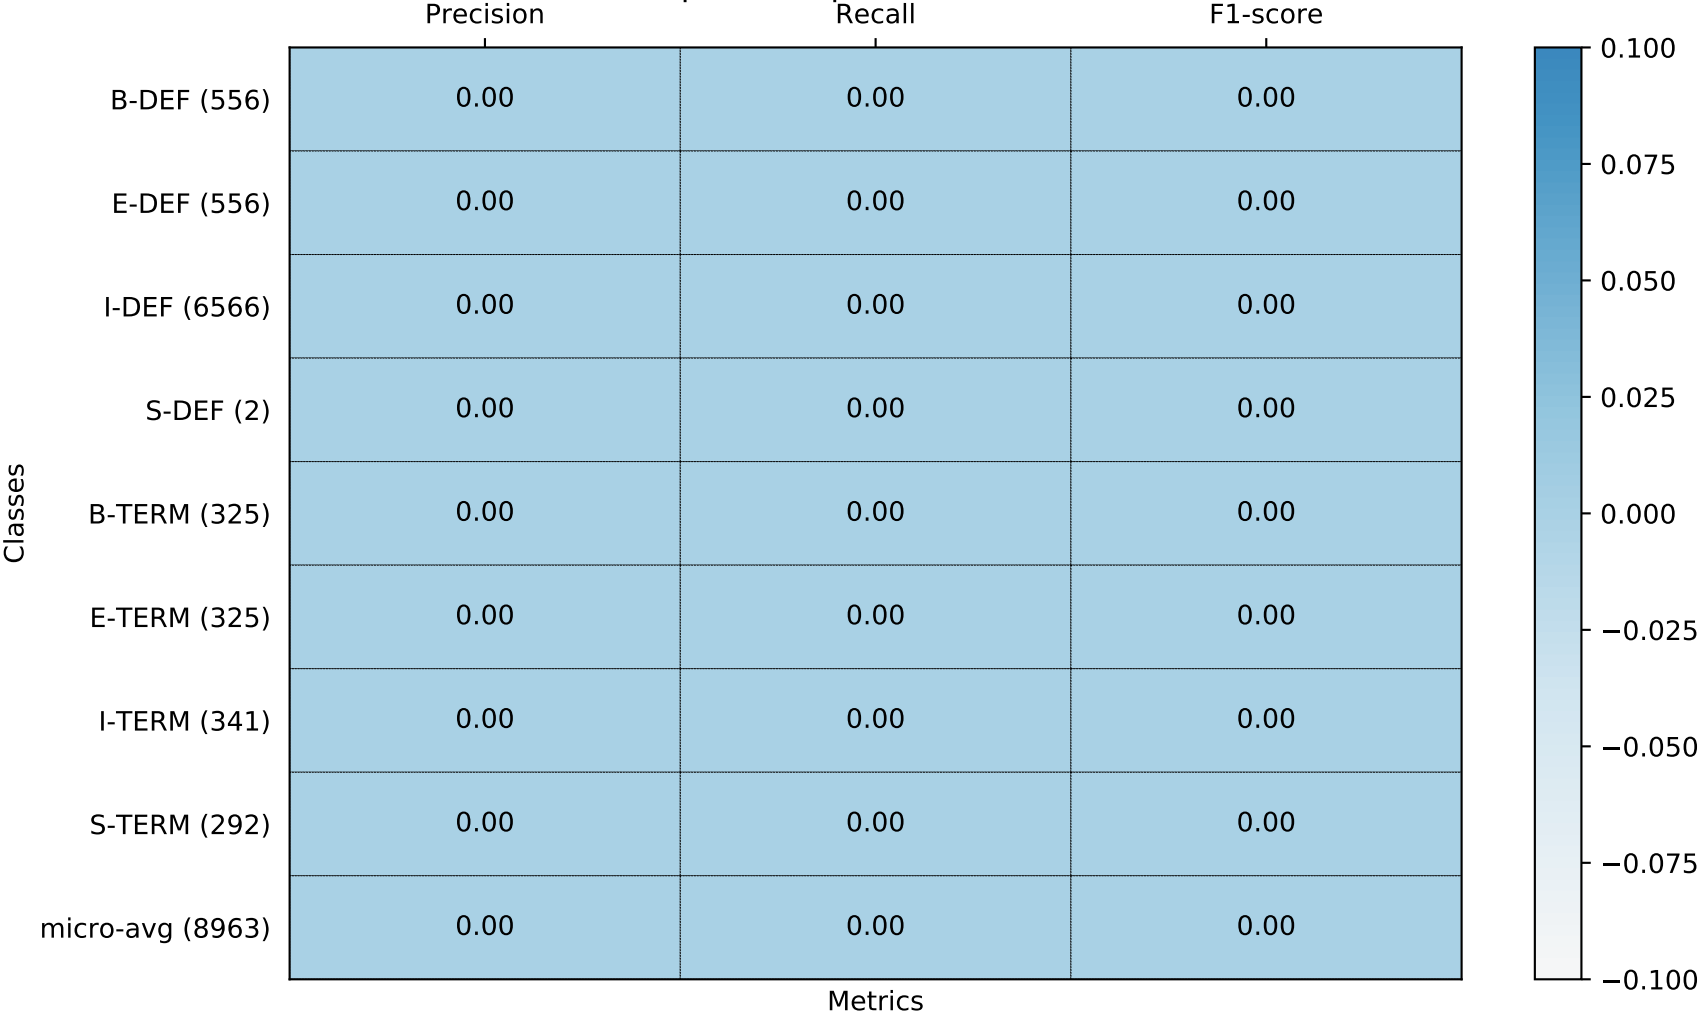 Precision Recall F1-score
B-DEF (556) 0.00 0.00 0.00
E-DEF (556) 0.00 0.00 0.00
I-DEF (6566) 0.00 0.00 0.00
S-DEF (2) 0.00 0.00 0.00
B-TERM (325) 0.00 0.00 0.00
E-TERM (325) 0.00 0.00 0.00
I-TERM (341) 0.00 0.00 0.00
S-TERM (292) 0.00 0.00 0.00
micro-avg (8963) 0.00 0.00 0.00
Classes
Metrics
0.100
0.075
0.050
0.025
0.000
−0.025
−0.050
−0.075
−0.100